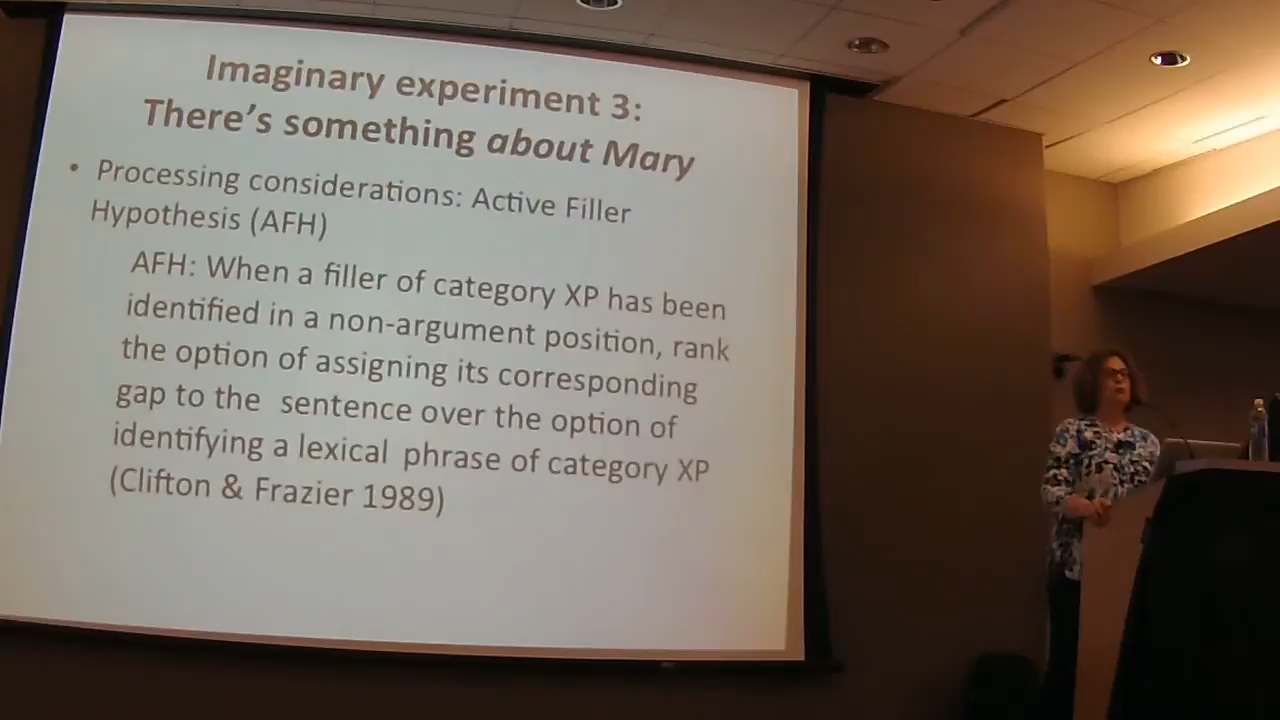 Imaginary experiment 3:
There's something about Mary
• Processing considerations: Active Filler
Hypothesis (AFH)
AFH: When a filler of category XP has been
identified in a non-argument position, rank
the option of assigning its corresponding
gap to the sentence over the option of
identifying a lexical phrase of category XP
(Clifton & Frazier 1989)